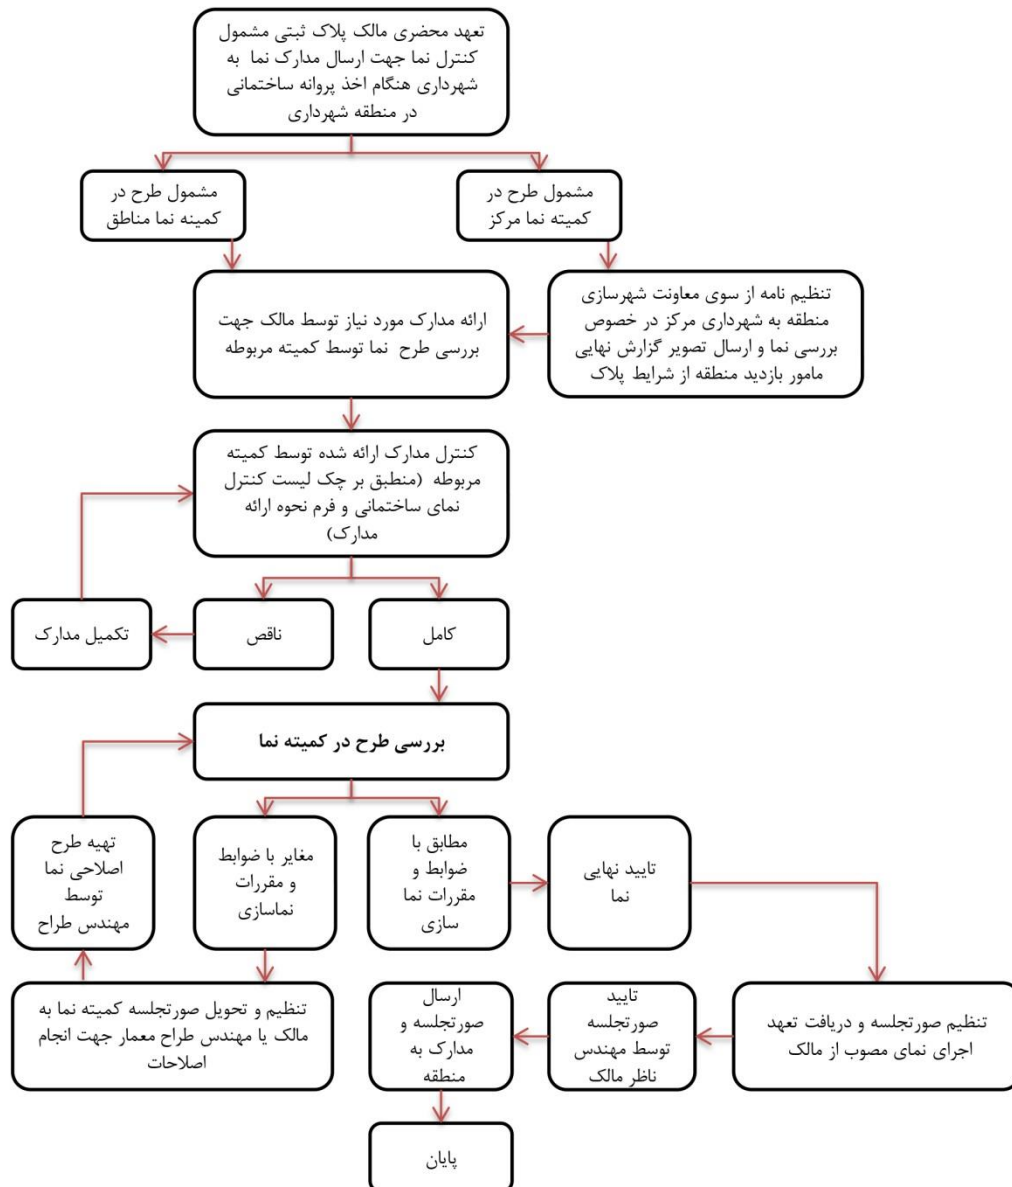 تعهد محضری مالک پلاک ثبتی مشمول
کنترل نما جهت ارسال مدارک نما به
شهرداری هنگام اخذ پروانه ساختمانی
در منطقه شهرداری
مشمول طرح در
کمیته نما مرکز
مشمول طرح در
کمینه نما مناطق
تنظیم نامه از سوی معاونت شهرسازی
منطقه به شهرداری مرکز در خصوص
بررسی نما و ارسال تصویر گزارش نهایی
مامور بازدید منطقه از شرایط پلاک
ارائه مدارک مورد نیاز توسط مالک جهت
بررسی طرح نما توسط کمیته مربوطه
کنترل مدارک ارائه شده توسط کمیته
مربوطه (منطبق بر چک لیست کنترل
نمای ساختمانی و فرم نحوه ارائه
مدارک)
کامل
ناقص
تکمیل مدارک
بررسی طرح در کمیته نما
تایید نهایی
نما
مطابق با
ضوابط و
مقررات نما
سازی
مغایر با ضوابط
و مقررات
نماسازی
تهیه طرح
اصلاحی نما
توسط
مهندس طراح
تنظیم صورتجلسه و دریافت تعهد
اجرای نمای مصوب از مالک
تایید
صورتجلسه
توسط مهندس
ناظر مالک
ارسال
صورتجلسه و
مدارک به
منطقه
تنظیم و تحویل صورتجلسه کمیته نما به
مالک یا مهندس طراح معمار جهت انجام
اصلاحات
پایان